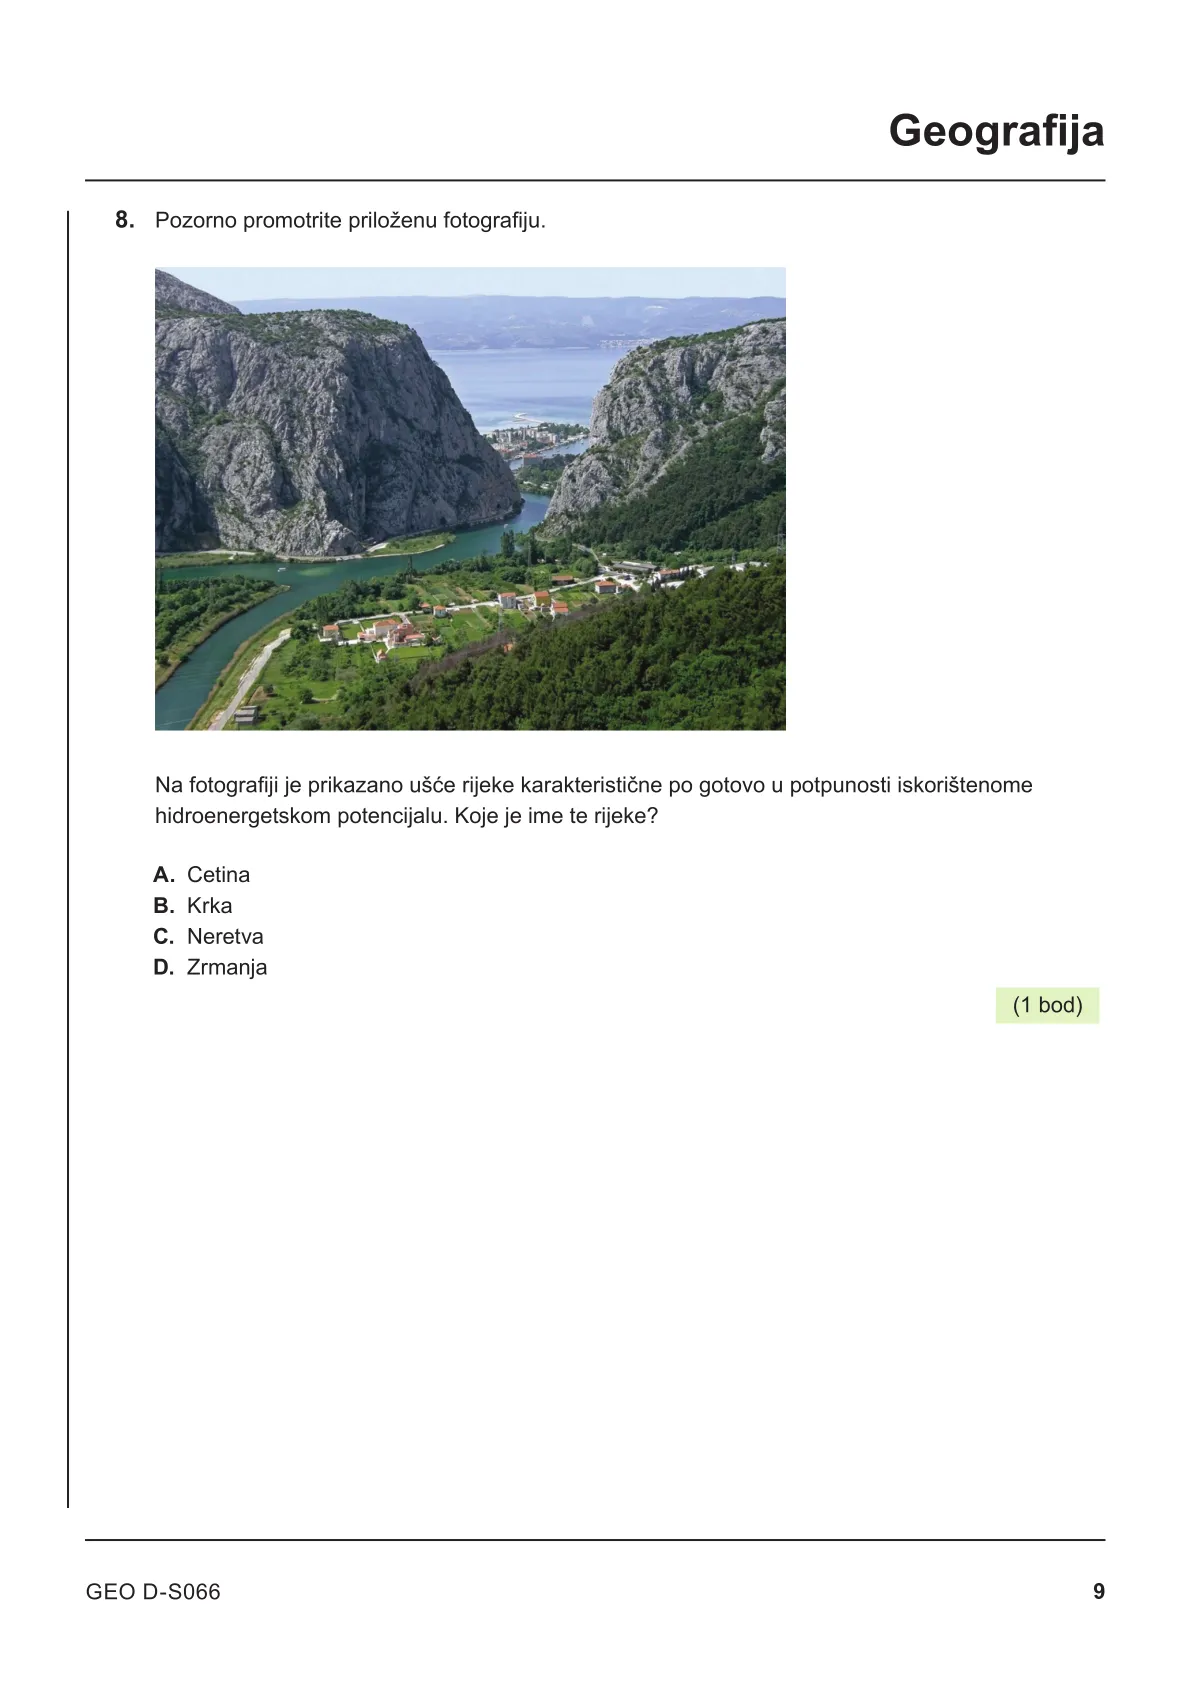 Geografija
8. Pozorno promotrite priloženu fotografiju.
Na fotografiji je prikazano ušće rijeke karakteristične po gotovo u potpunosti iskorištenome
hidroenergetskom potencijalu. Koje je ime te rijeke?
A. Cetina
B. Krka
C. Neretva
D. Zrmanja
(1 bod)
GEO D-S066
9